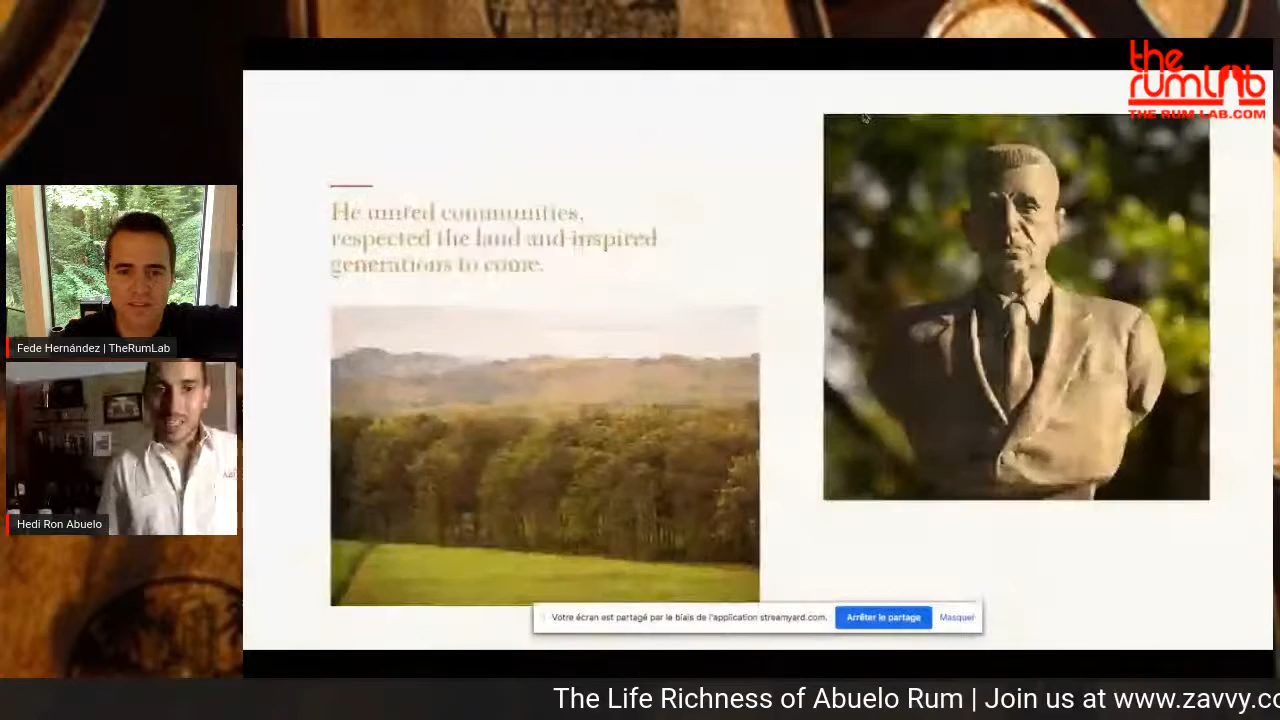 the
rumlab
THE RUM LAB.COM
He united communities,
respected the land and inspired
generations to come.
Fede Hernández | TheRumLab
Hedi Ron Abuelo
Votre écran est partagé par le biais de l'application streamyard.com.
Arrêter le partage
Masquer
The Life Richness of Abuelo Rum | Join us at www.zavvy.co